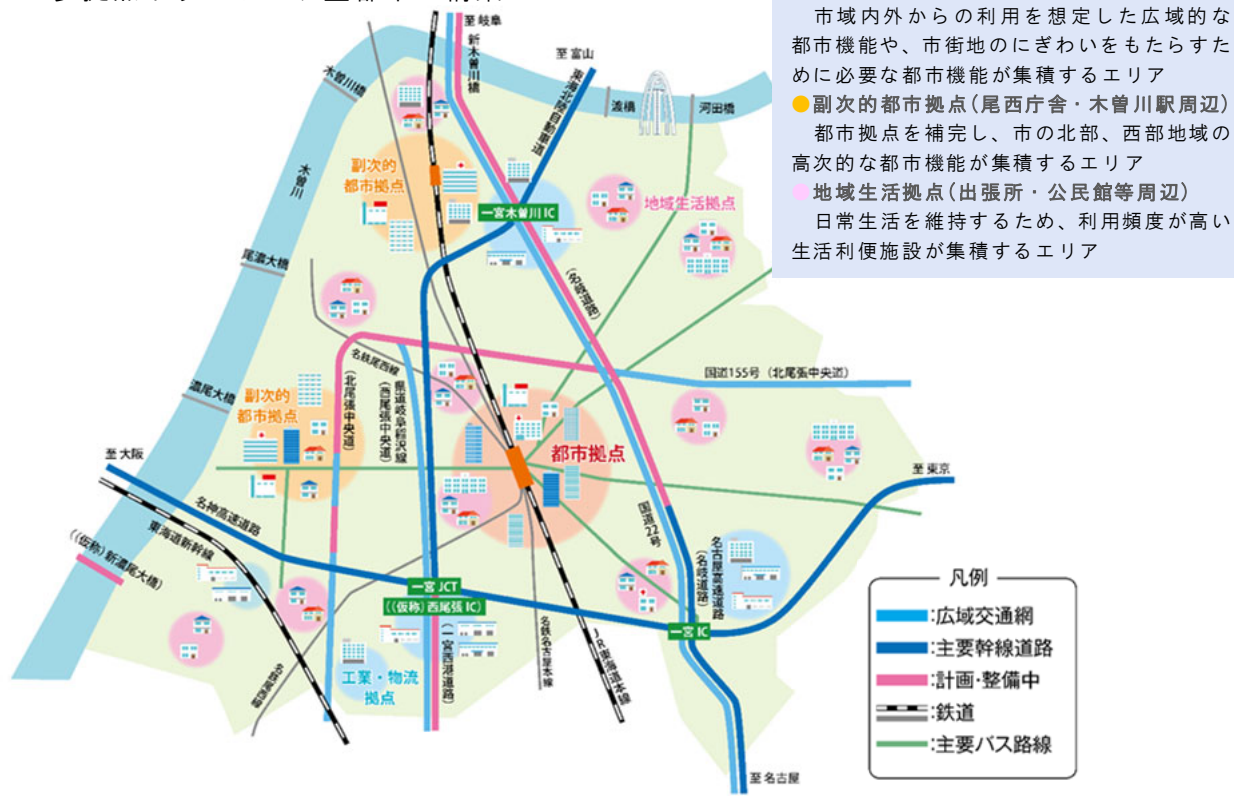 市域内外からの利用を想定した広域的な
都市機能や、市街地のにぎわいをもたらすた
めに必要な都市機能が集積するエリア
●副次的都市拠点(尾西庁舎・木曽川駅周辺)
都市拠点を補完し、市の北部、西部地域の
高次的な都市機能が集積するエリア
●地域生活拠点(出張所・公民館等周辺)
日常生活を維持するため、利用頻度が高い
生活利便施設が集積するエリア
至 岐阜
新木曽川橋
至 富山
東海北陸自動車道
木曽川橋
渡橋
河田橋
木曽川
副次的
都市拠点
一宮木曽川 IC
地域生活拠点
尾濃大橋
(名岐道路)
名鉄尾西線
国道155号（北尾張中央道）
濃尾大橋
副次的
都市拠点
(北尾張中央道)
県道岐阜稲沢線
(西尾張中央道)
都市拠点
至 大阪
至 東京
名神高速道路
東海道新幹線
((仮称)新濃尾大橋)
国道22号
名古屋高速道路
(名岐道路)
一宮 JCT
((仮称)西尾張 IC)
一宮 IC
(一宮西港道路)
名鉄名古屋本線
JR東海道本線
名鉄尾西線
工業・物流
拠点
至 名古屋
凡例
:広域交通網
:主要幹線道路
:計画・整備中
:鉄道
:主要バス路線